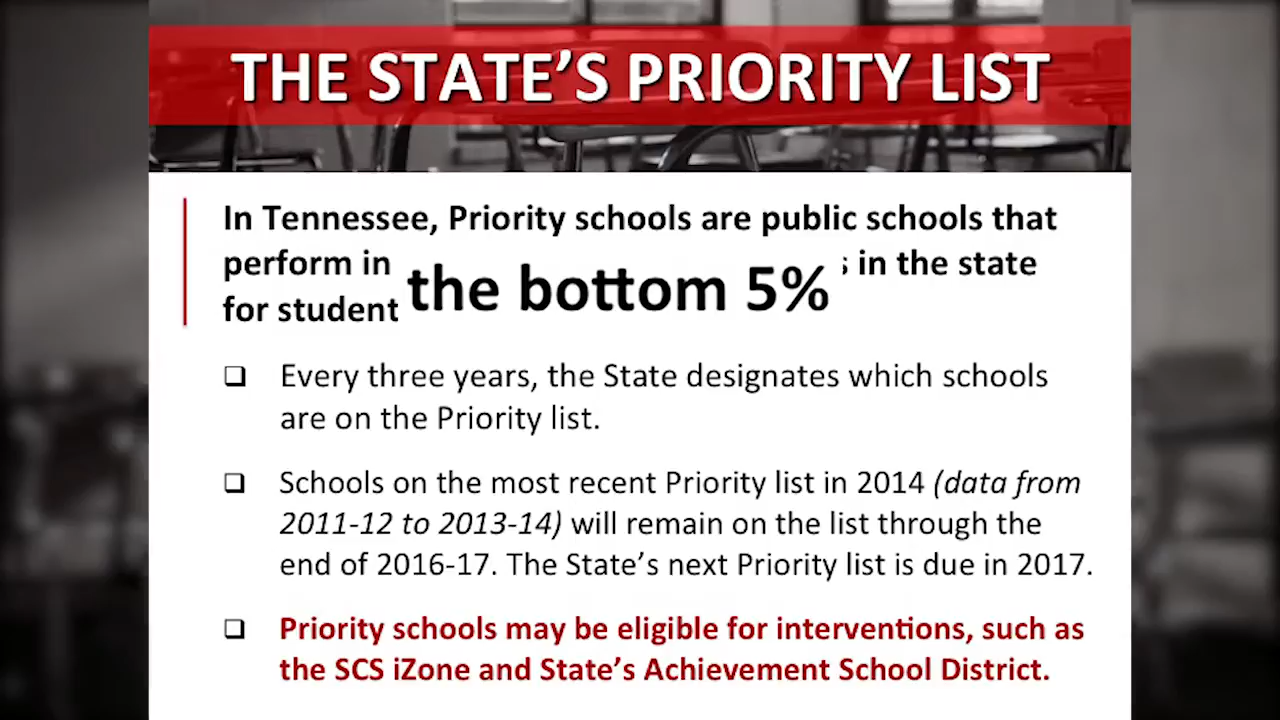 THE STATE'S PRIORITY LIST
In Tennessee, Priority schools are public schools that
perform in the bottom 5% in the state
for student
Every three years, the State designates which schools
are on the Priority list.
Schools on the most recent Priority list in 2014 (data from
2011-12 to 2013-14) will remain on the list through the
end of 2016-17. The State's next Priority list is due in 2017.
Priority schools may be eligible for interventions, such as
the SCS iZone and State's Achievement School District.